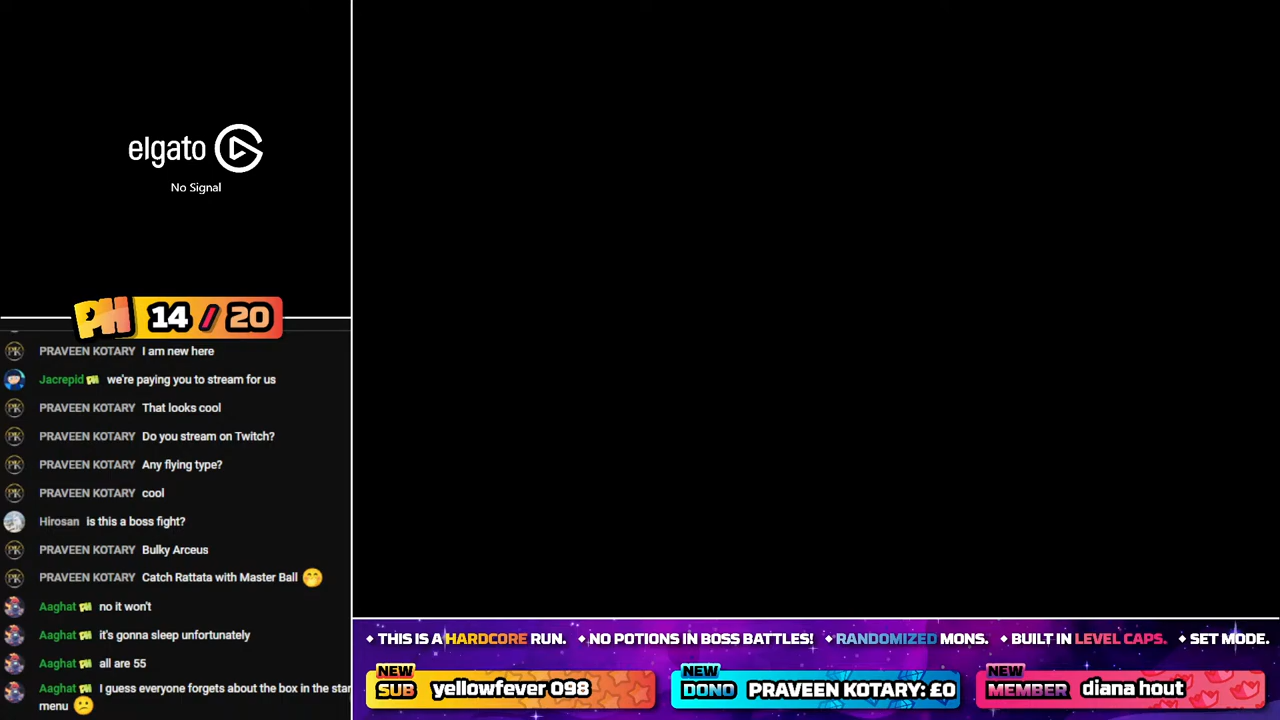 elgato
No Signal
PH 14 / 20
PRAVEEN KOTARY I am new here
Jacrepid PH we're paying you to stream for us
PRAVEEN KOTARY That looks cool
PRAVEEN KOTARY Do you stream on Twitch?
PRAVEEN KOTARY Any flying type?
PRAVEEN KOTARY cool
Hirosan is this a boss fight?
PRAVEEN KOTARY Bulky Arceus
PRAVEEN KOTARY Catch Rattata with Master Ball 🤭
Aaghat PH no it won't
Aaghat PH it's gonna sleep unfortunately
Aaghat PH all are 55
Aaghat PH I guess everyone forgets about the box in the star
menu 😕
THIS IS A HARDCORE RUN. NO POTIONS IN BOSS BATTLES! RANDOMIZED MONS. BUILT IN LEVEL CAPS. SET MODE.
NEW SUB yellowfever 098
NEW DONO PRAVEEN KOTARY: £0
NEW MEMBER diana hout